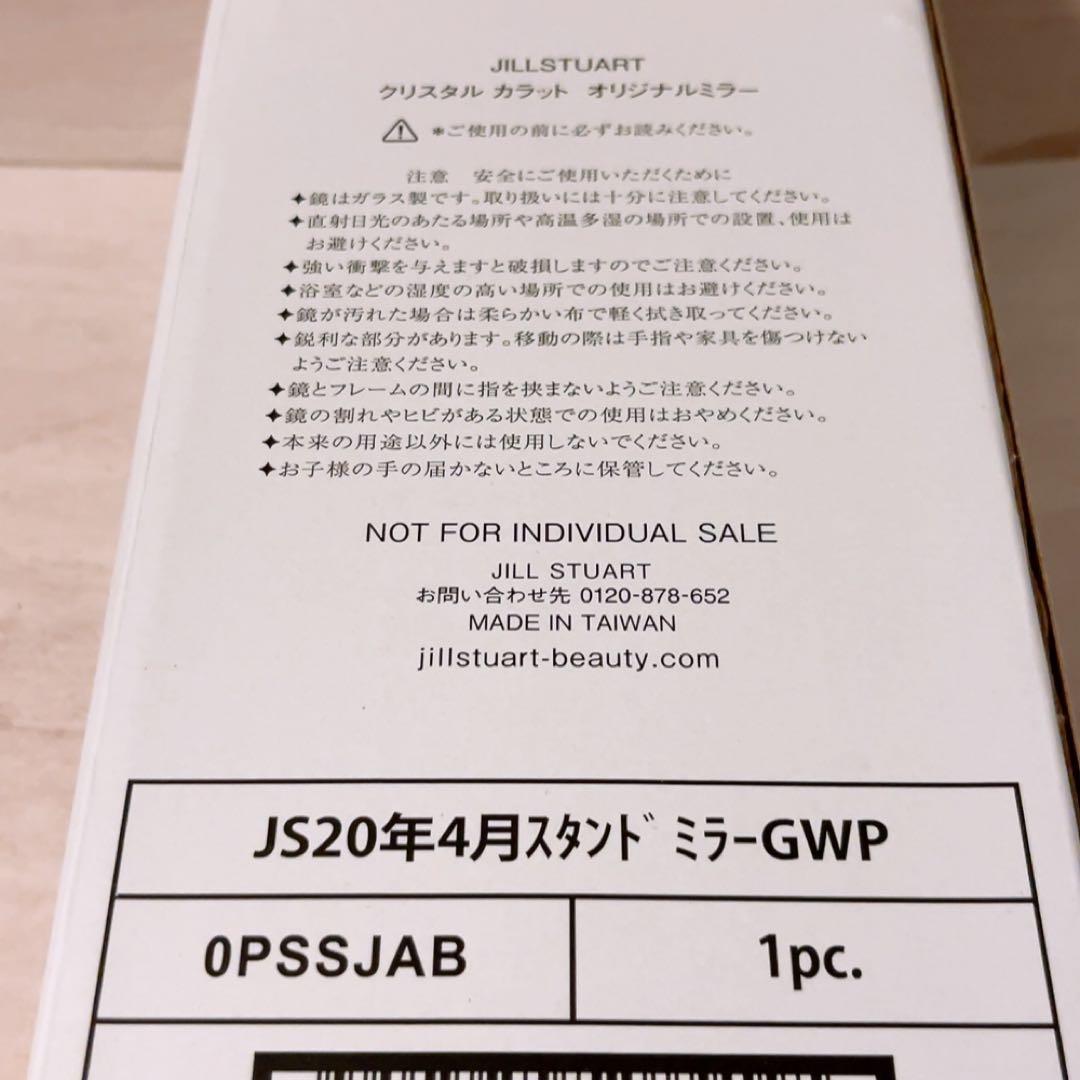 JILLSTUART
クリスタル カラット オリジナルミラー
⚠ *ご使用の前に必ずお読みください。
注意 安全にご使用いただくために
✦鏡はガラス製です。取り扱いには十分に注意してください。
✦直射日光のあたる場所や高温多湿の場所での設置、使用は
お避けください。
✦強い衝撃を与えますと破損しますのでご注意ください。
✦浴室などの湿度の高い場所での使用はお避けください。
✦鏡が汚れた場合は柔らかい布で軽く拭き取ってください。
✦鋭利な部分があります。移動の際は手指や家具を傷つけない
ようご注意ください。
✦鏡とフレームの間に指を挟まないようご注意ください。
✦鏡の割れやヒビがある状態での使用はおやめください。
✦本来の用途以外には使用しないでください。
✦お子様の手の届かないところに保管してください。
NOT FOR INDIVIDUAL SALE
JILL STUART
お問い合わせ先 0120-878-652
MADE IN TAIWAN
jillstuart-beauty.com
JS20年4月ｽﾀﾝﾄﾞﾐﾗｰGWP
0PSSJAB
1pc.